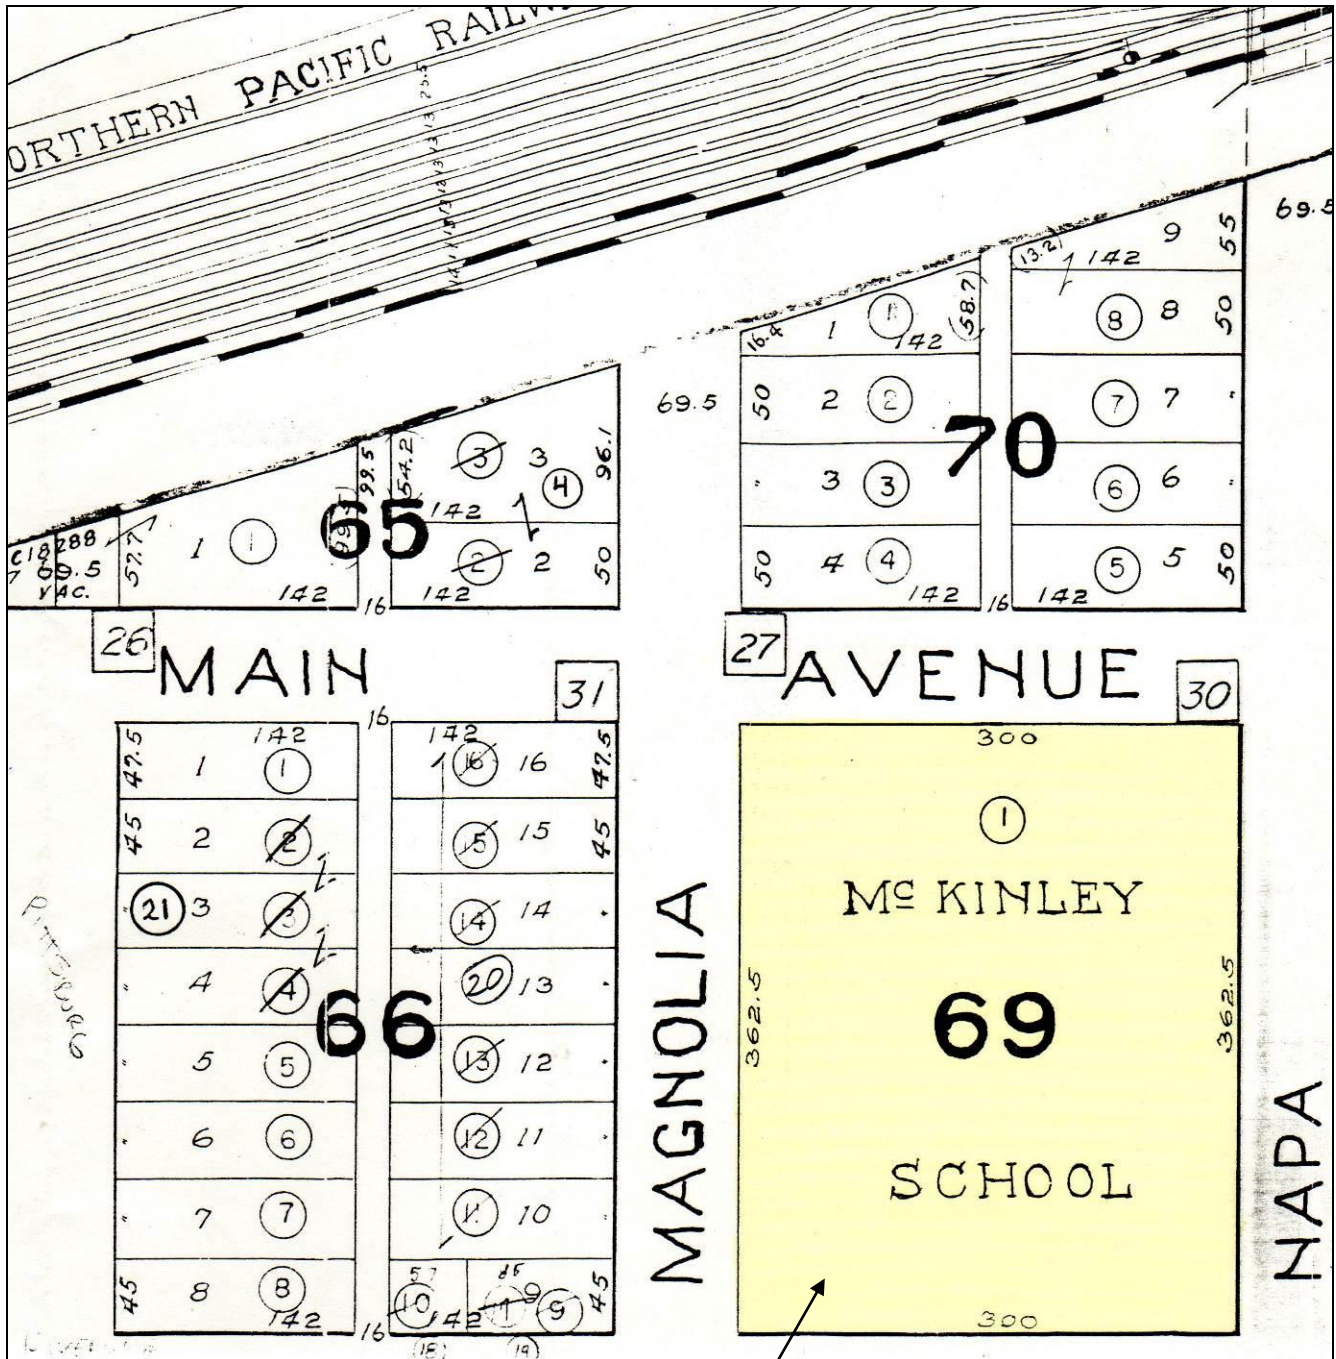 NORTHERN PACIFIC RAILW
69.5
9
142
55
(13.2)
8 8 50
16.4 1 1 142 (58.7)
50 2 2
7 7 "
70
" 3 3
6 6 "
50 4 4 142
16
142 5 5 50
69.5
99.5
(54.2)
3 3 4 96.1
142
65
(99.5)
57.7 1 1 142
16
2 2 50
142
C18288
69.5
VAC.
26 MAIN 31
27 AVENUE 30
16
47.5 1 142 1
45 2 2
" 21 3 3
" 4 4
" 5 5
" 6 6
" 7 7
45 8 8 142
16
66
142 16 16 47.5
15 15 45
14 14 "
20 13 "
13 12 "
12 11 "
11 10 "
57
10 142
9 9 45
(18) (19)
PITTSBURG
MAGNOLIA
300
1
Mc KINLEY
362.5 69 362.5
SCHOOL
300
NAPA